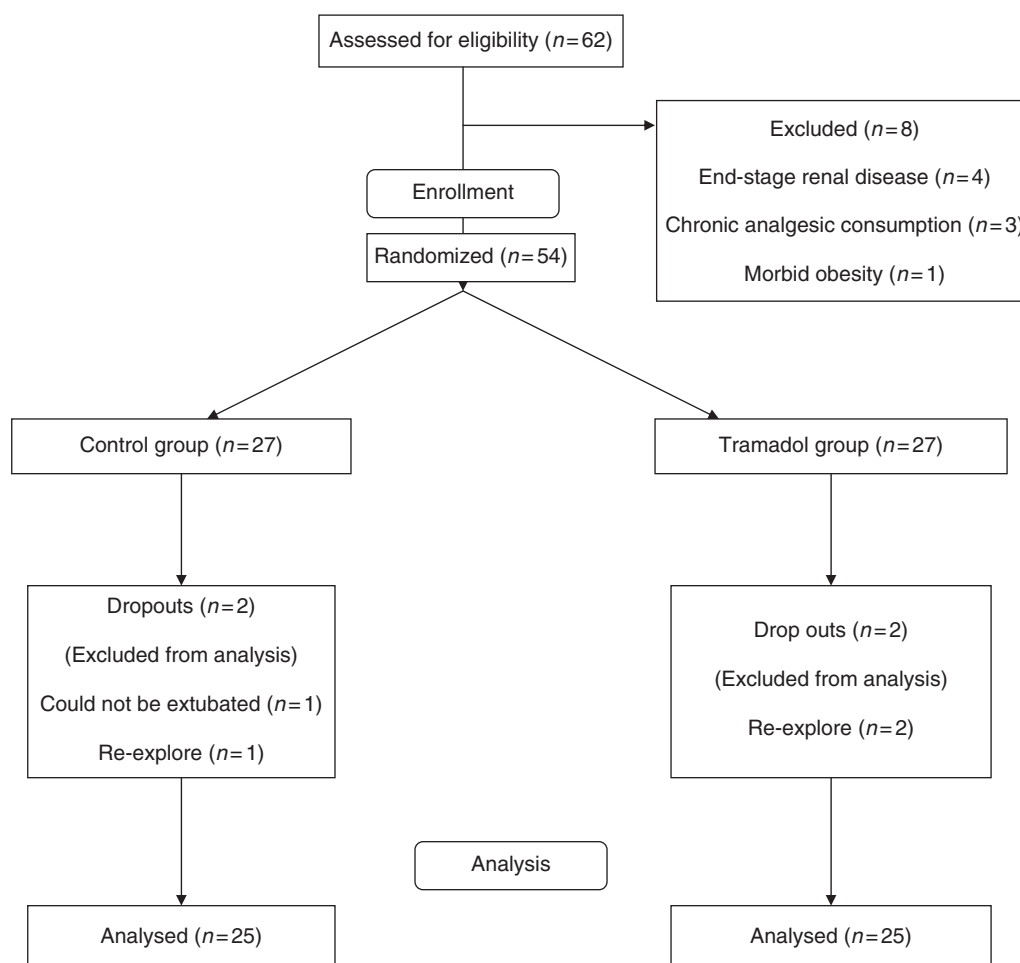 Assessed for eligibility (n=62)
Excluded (n=8)
End-stage renal disease (n=4)
Chronic analgesic consumption (n=3)
Morbid obesity (n=1)
Enrollment
Randomized (n=54)
Control group (n=27)
Tramadol group (n=27)
Dropouts (n=2)
(Excluded from analysis)
Could not be extubated (n=1)
Re-explore (n=1)
Drop outs (n=2)
(Excluded from analysis)
Re-explore (n=2)
Analysis
Analysed (n=25)
Analysed (n=25)